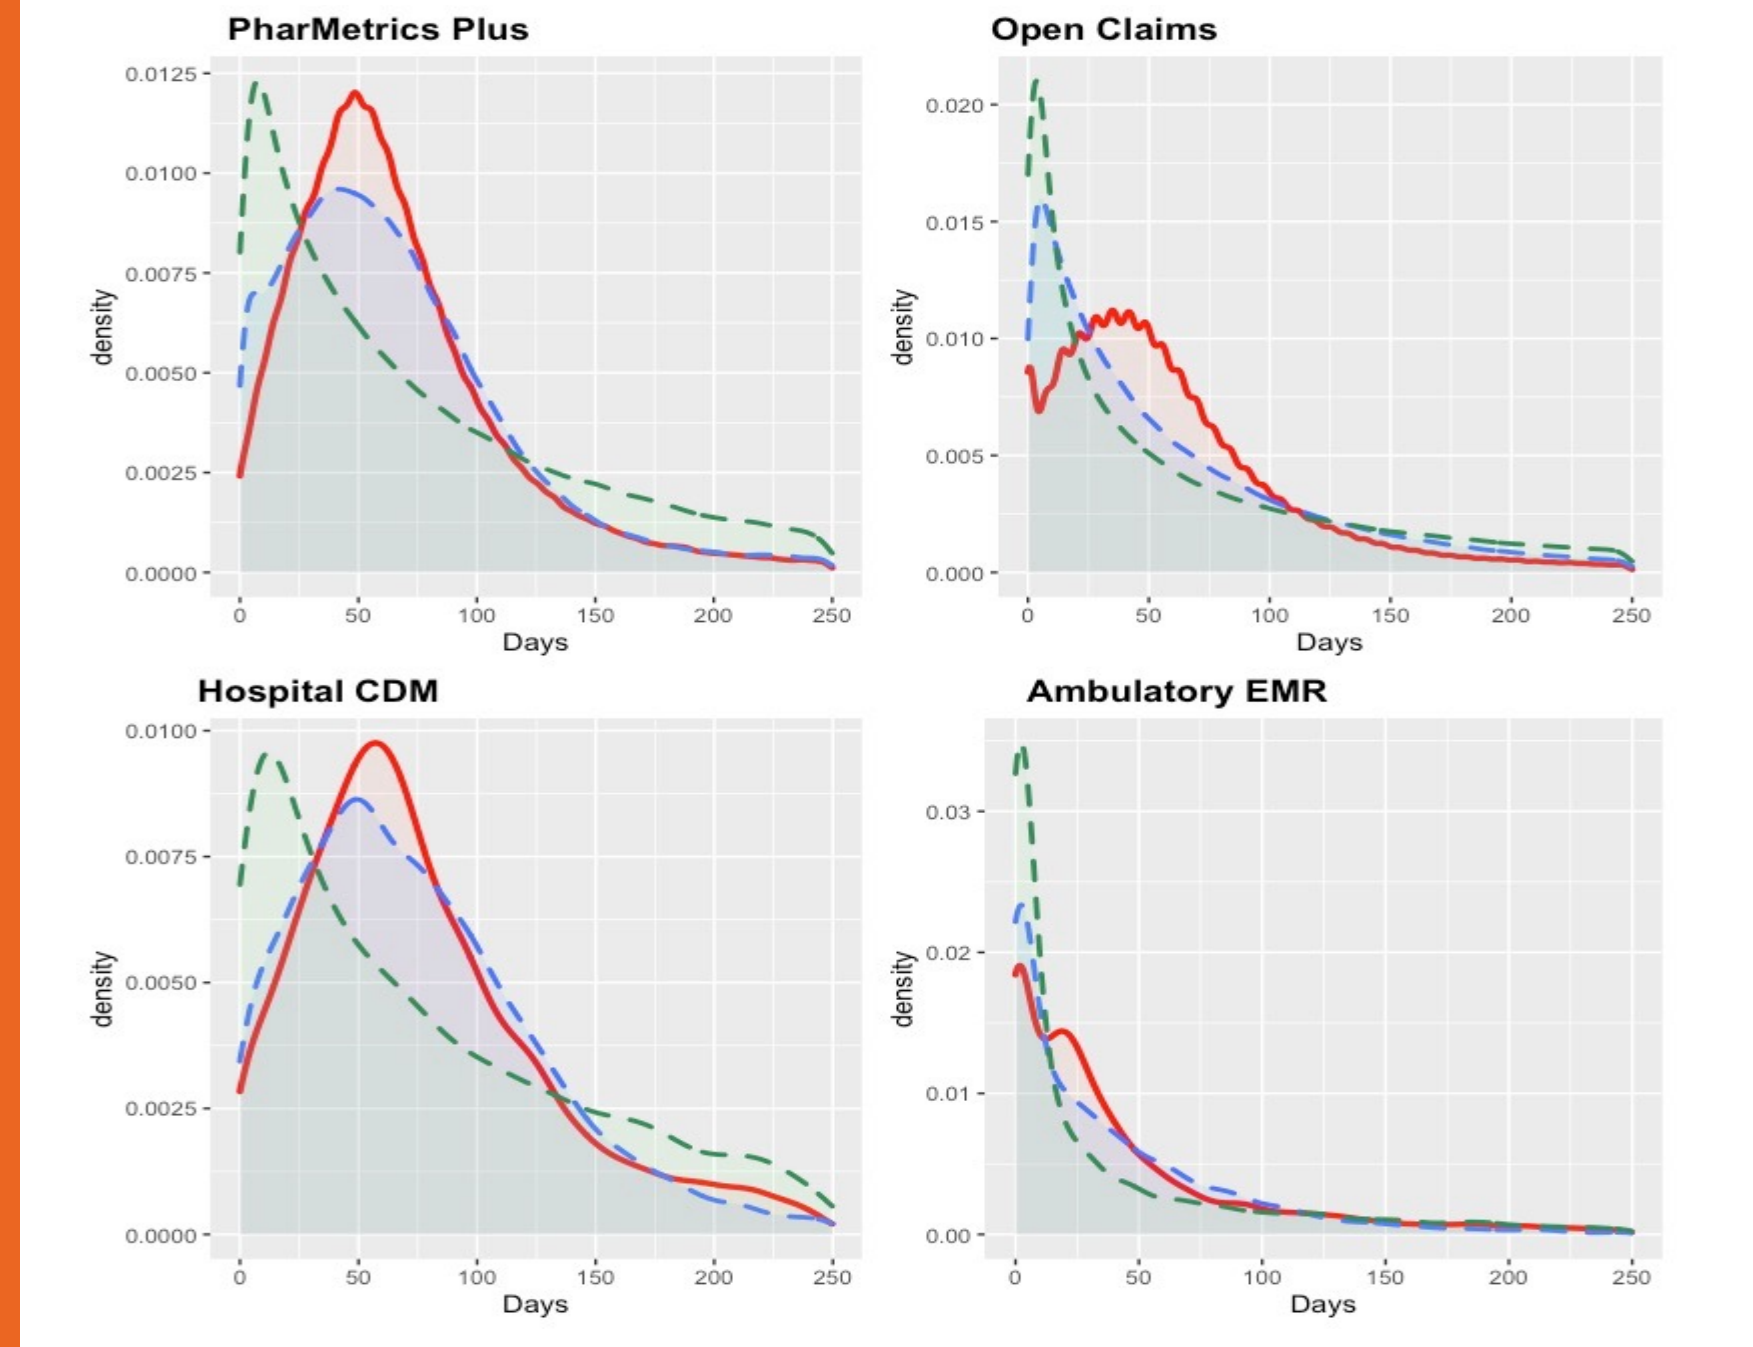 PharMetrics Plus
0.0125
0.0100
0.0075
0.0050
0.0025
0.0000
density
0 50 100 150 200 250
Days
Open Claims
0.020
0.015
0.010
0.005
0.000
density
0 50 100 150 200 250
Days
Hospital CDM
0.0100
0.0075
0.0050
0.0025
0.0000
density
0 50 100 150 200 250
Days
Ambulatory EMR
0.03
0.02
0.01
0.00
density
0 50 100 150 200 250
Days